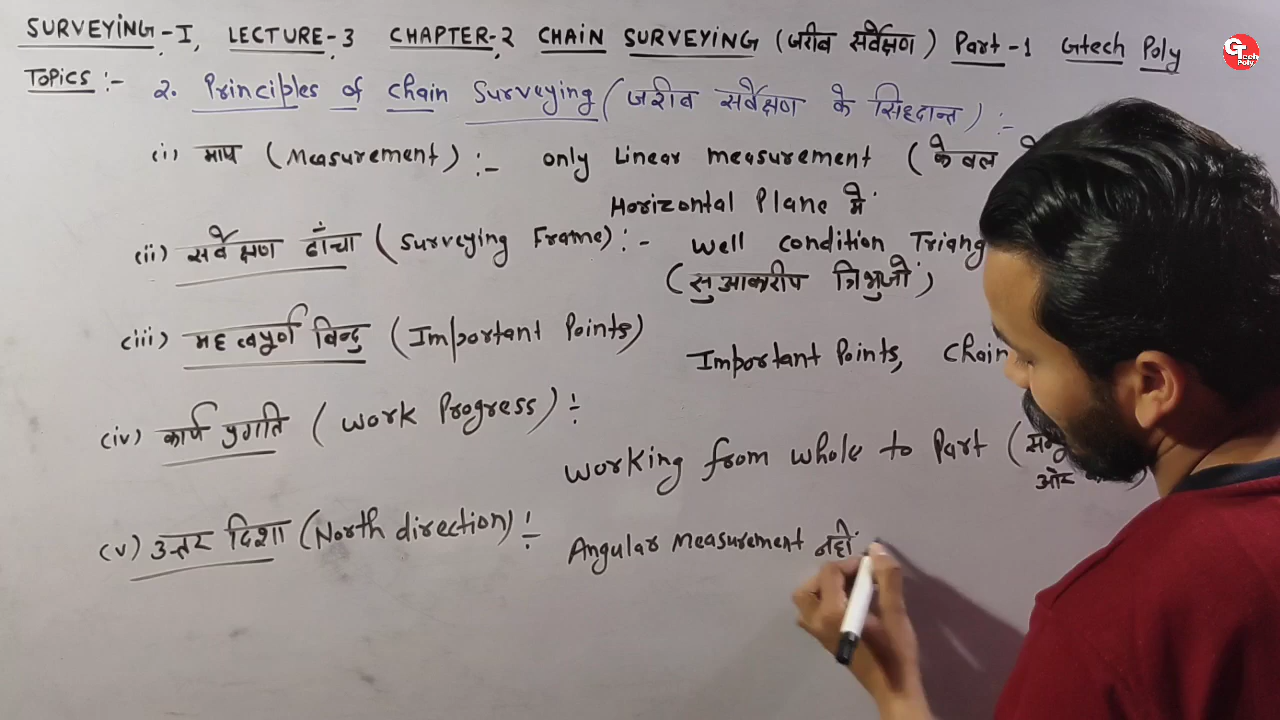 SURVEYING-I, LECTURE-3 CHAPTER-2 CHAIN SURVEYING (जरीब सर्वेक्षण) Part-1 Gtech Poly
Gtech Poly
TOPICS :-
2. Principles of chain Surveying (जरीब सर्वेक्षण के सिद्दान्त) :-
(i) माप (Measurement) :- only Linear measurement (केवल
Horizontal Plane में
(ii) सर्वेक्षण ढाँचा (Surveying Frame) :- Well condition Triang
(सुआकारीय त्रिभुजों)
(iii) महत्वपूर्ण बिन्दु (Important Points)
Important Points, Chain
(iv) कार्य प्रगति (Work Progress) :-
Working from whole to Part (
ओर
(v) उत्तर दिशा (North direction) :-
Angular measurement नहीं